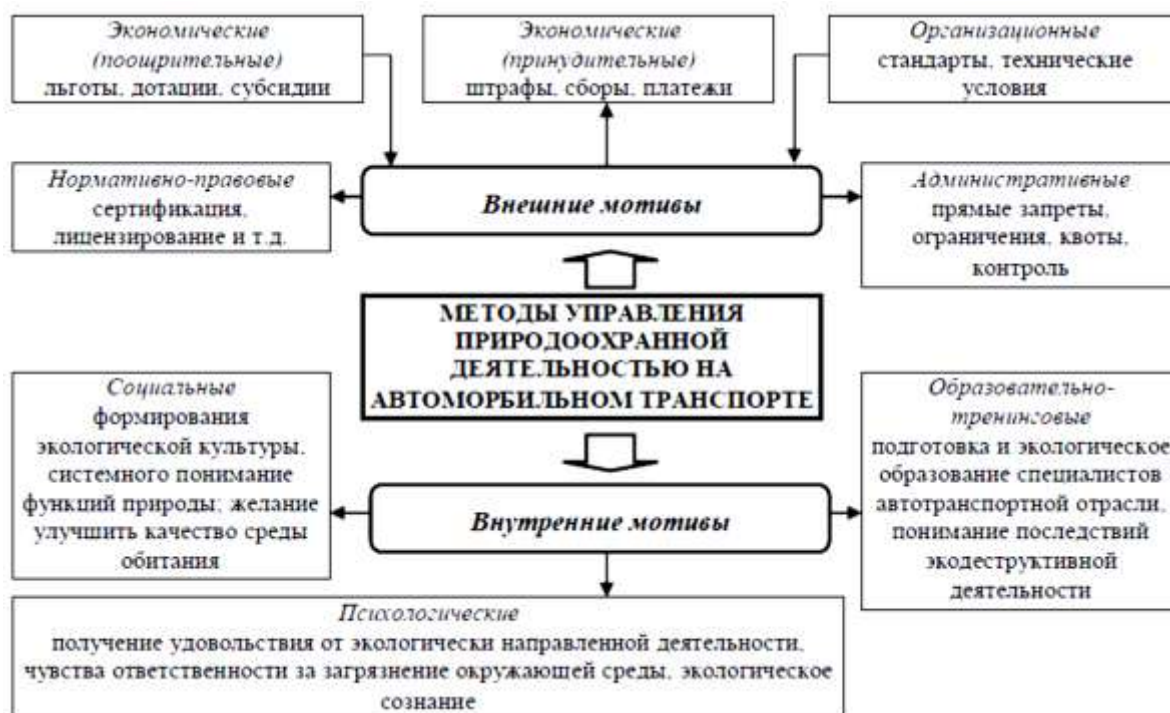 Экономические
(поощрительные)
льготы, дотации, субсидии
Экономические
(принудительные)
штрафы, сборы, платежи
Организационные
стандарты, технические
условия
Нормативно-правовые
сертификация,
лицензирование и т.д.
Внешние мотивы
Административные
прямые запреты,
ограничения, квоты,
контроль
МЕТОДЫ УПРАВЛЕНИЯ
ПРИРОДООХРАННОЙ
ДЕЯТЕЛЬНОСТЬЮ НА
АВТОМОРБИЛЬНОМ ТРАНСПОРТЕ
Социальные
формирования
экологической культуры,
системного понимание
функций природы; желание
улучшить качество среды
обитания
Внутренние мотивы
Образовательно-
тренинговые
подготовка и экологическое
образование специалистов
автотранспортной отрасли,
понимание последствий
экодеструктивной
деятельности
Психологические
получение удовольствия от экологически направленной деятельности,
чувства ответственности за загрязнение окружающей среды, экологическое
сознание